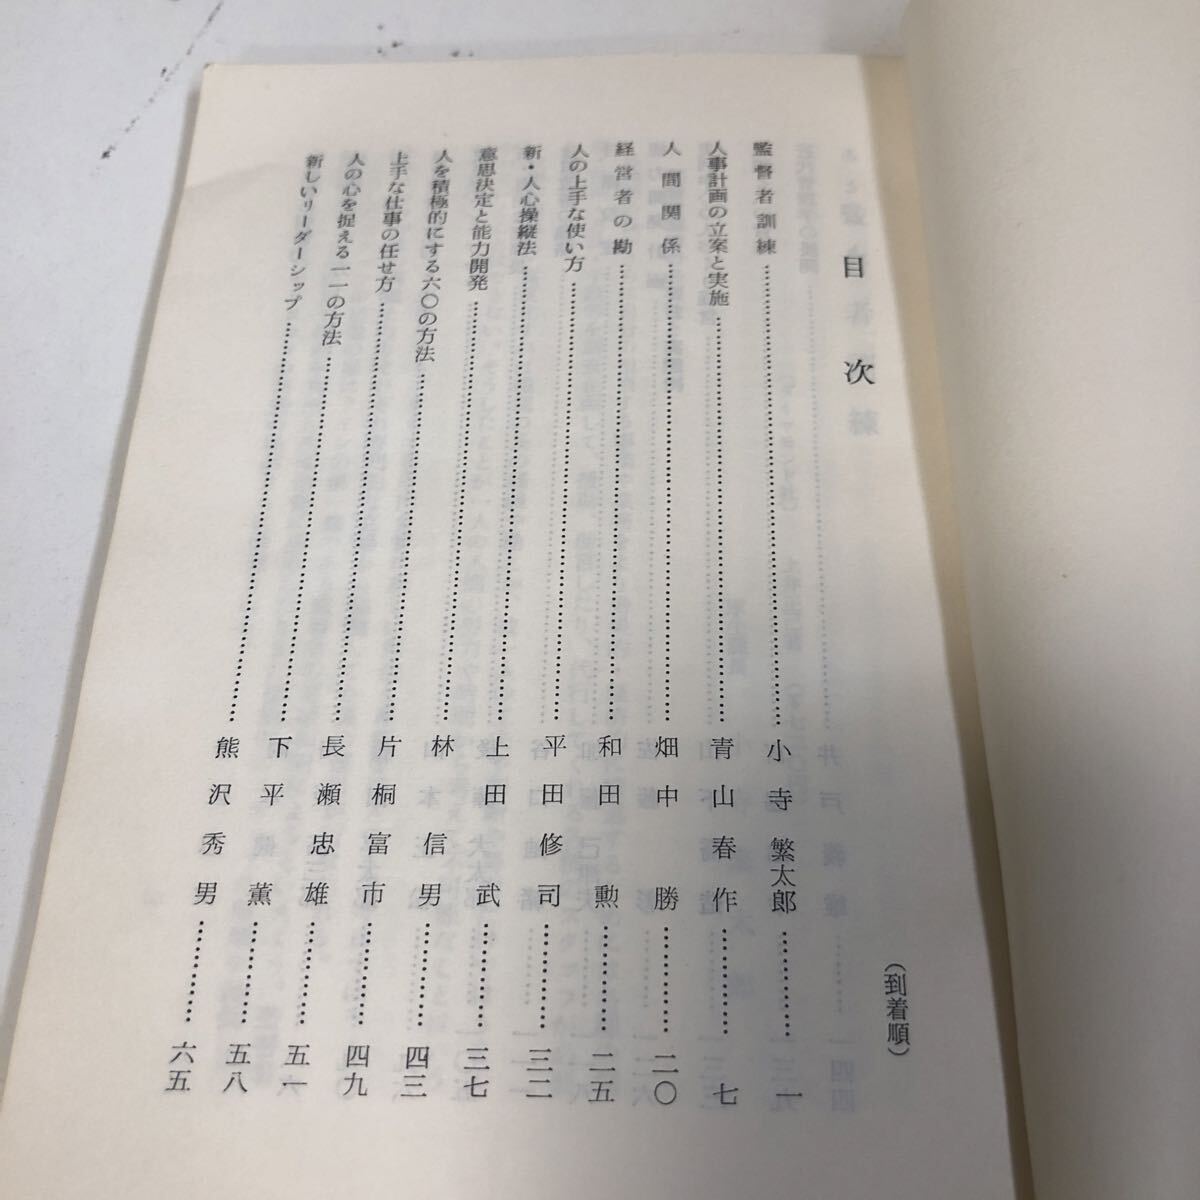 目次
(到着順)
監督者訓練……小寺繁太郎……一
人事計画の立案と実施……青山春作……七
人間関係……畑中勝……二〇
経営者の勘……和田勲……二五
人の上手な使い方……平田修司……三二
新・人心操縦法……上田武……三七
意思決定と能力開発……林信男……四三
人を積極的にする六〇の方法……片桐富市……四九
上手な仕事の任せ方……長瀬忠雄……五一
人の心を捉える一一の方法……下平薫……五八
新しいリーダーシップ……熊沢秀男……六五